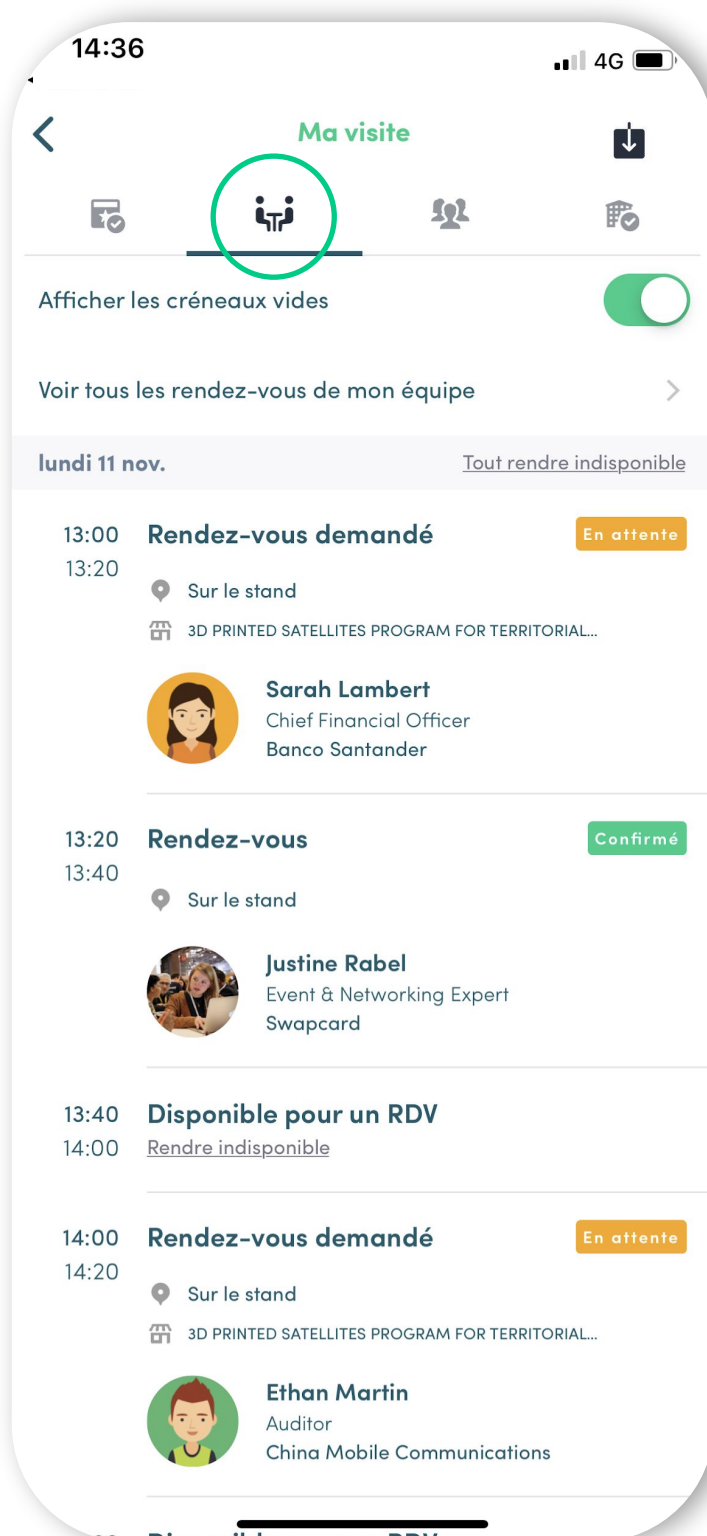 14:36
4G
Ma visite
Afficher les créneaux vides
Voir tous les rendez-vous de mon équipe
lundi 11 nov. Tout rendre indisponible
13:00 Rendez-vous demandé En attente
13:20
Sur le stand
3D PRINTED SATELLITES PROGRAM FOR TERRITORIAL...
Sarah Lambert
Chief Financial Officer
Banco Santander
13:20 Rendez-vous Confirmé
13:40
Sur le stand
Justine Rabel
Event & Networking Expert
Swapcard
13:40 Disponible pour un RDV
14:00 Rendre indisponible
14:00 Rendez-vous demandé En attente
14:20
Sur le stand
3D PRINTED SATELLITES PROGRAM FOR TERRITORIAL...
Ethan Martin
Auditor
China Mobile Communications